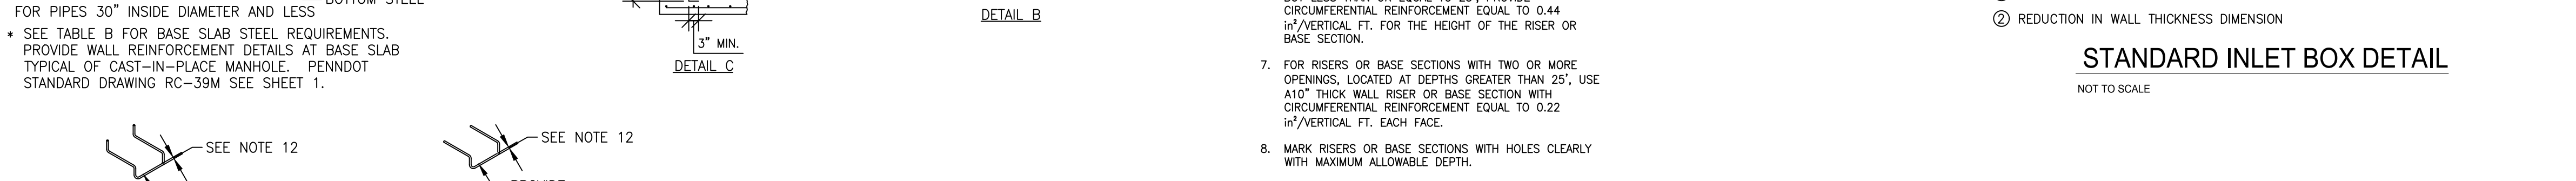 BOTTOM STEEL
FOR PIPES 30" INSIDE DIAMETER AND LESS
* SEE TABLE B FOR BASE SLAB STEEL REQUIREMENTS.
PROVIDE WALL REINFORCEMENT DETAILS AT BASE SLAB
TYPICAL OF CAST-IN-PLACE MANHOLE. PENNDOT
STANDARD DRAWING RC-39M SEE SHEET 1.
SEE NOTE 12
SEE NOTE 12
PROVIDE
3" MIN.
DETAIL C
DETAIL B
CIRCUMFERENTIAL REINFORCEMENT EQUAL TO 0.44
in²/VERTICAL FT. FOR THE HEIGHT OF THE RISER OR
BASE SECTION.
7. FOR RISERS OR BASE SECTIONS WITH TWO OR MORE
OPENINGS, LOCATED AT DEPTHS GREATER THAN 25', USE
A10" THICK WALL RISER OR BASE SECTION WITH
CIRCUMFERENTIAL REINFORCEMENT EQUAL TO 0.22
in²/VERTICAL FT. EACH FACE.
8. MARK RISERS OR BASE SECTIONS WITH HOLES CLEARLY
WITH MAXIMUM ALLOWABLE DEPTH.
② REDUCTION IN WALL THICKNESS DIMENSION
STANDARD INLET BOX DETAIL
NOT TO SCALE